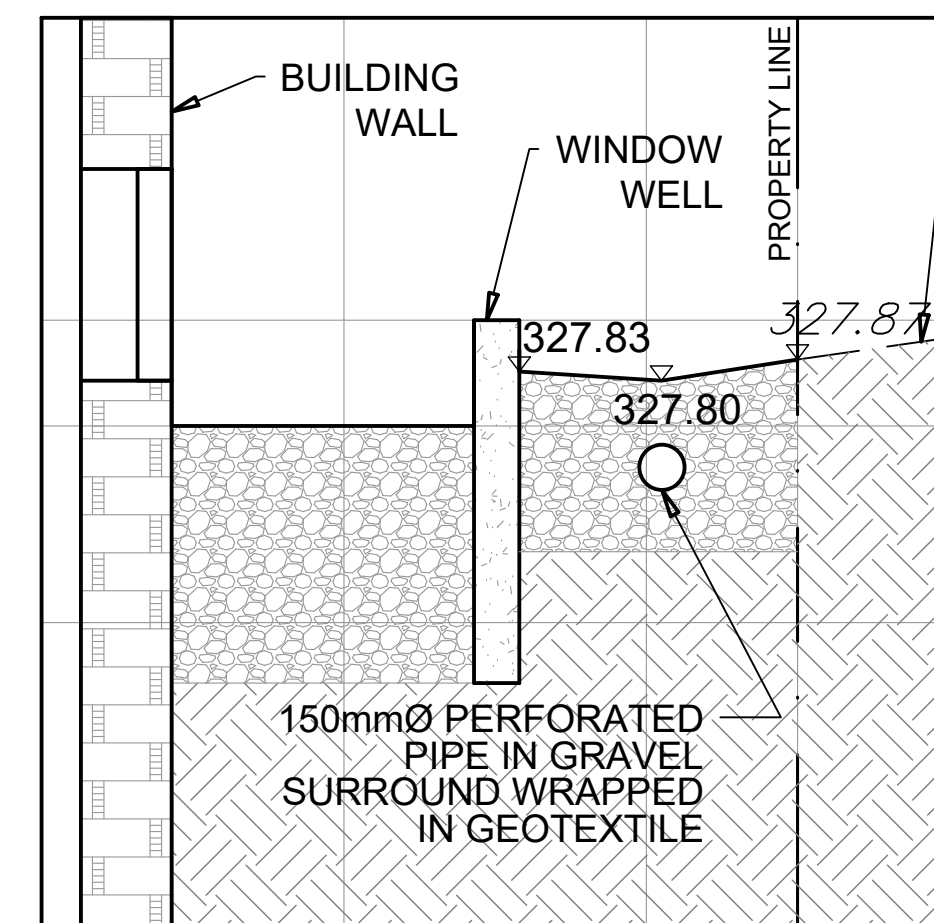 BUILDING
WALL
WINDOW
WELL
PROPERTY LINE
327.83
327.87
327.80
150mmØ PERFORATED
PIPE IN GRAVEL
SURROUND WRAPPED
IN GEOTEXTILE